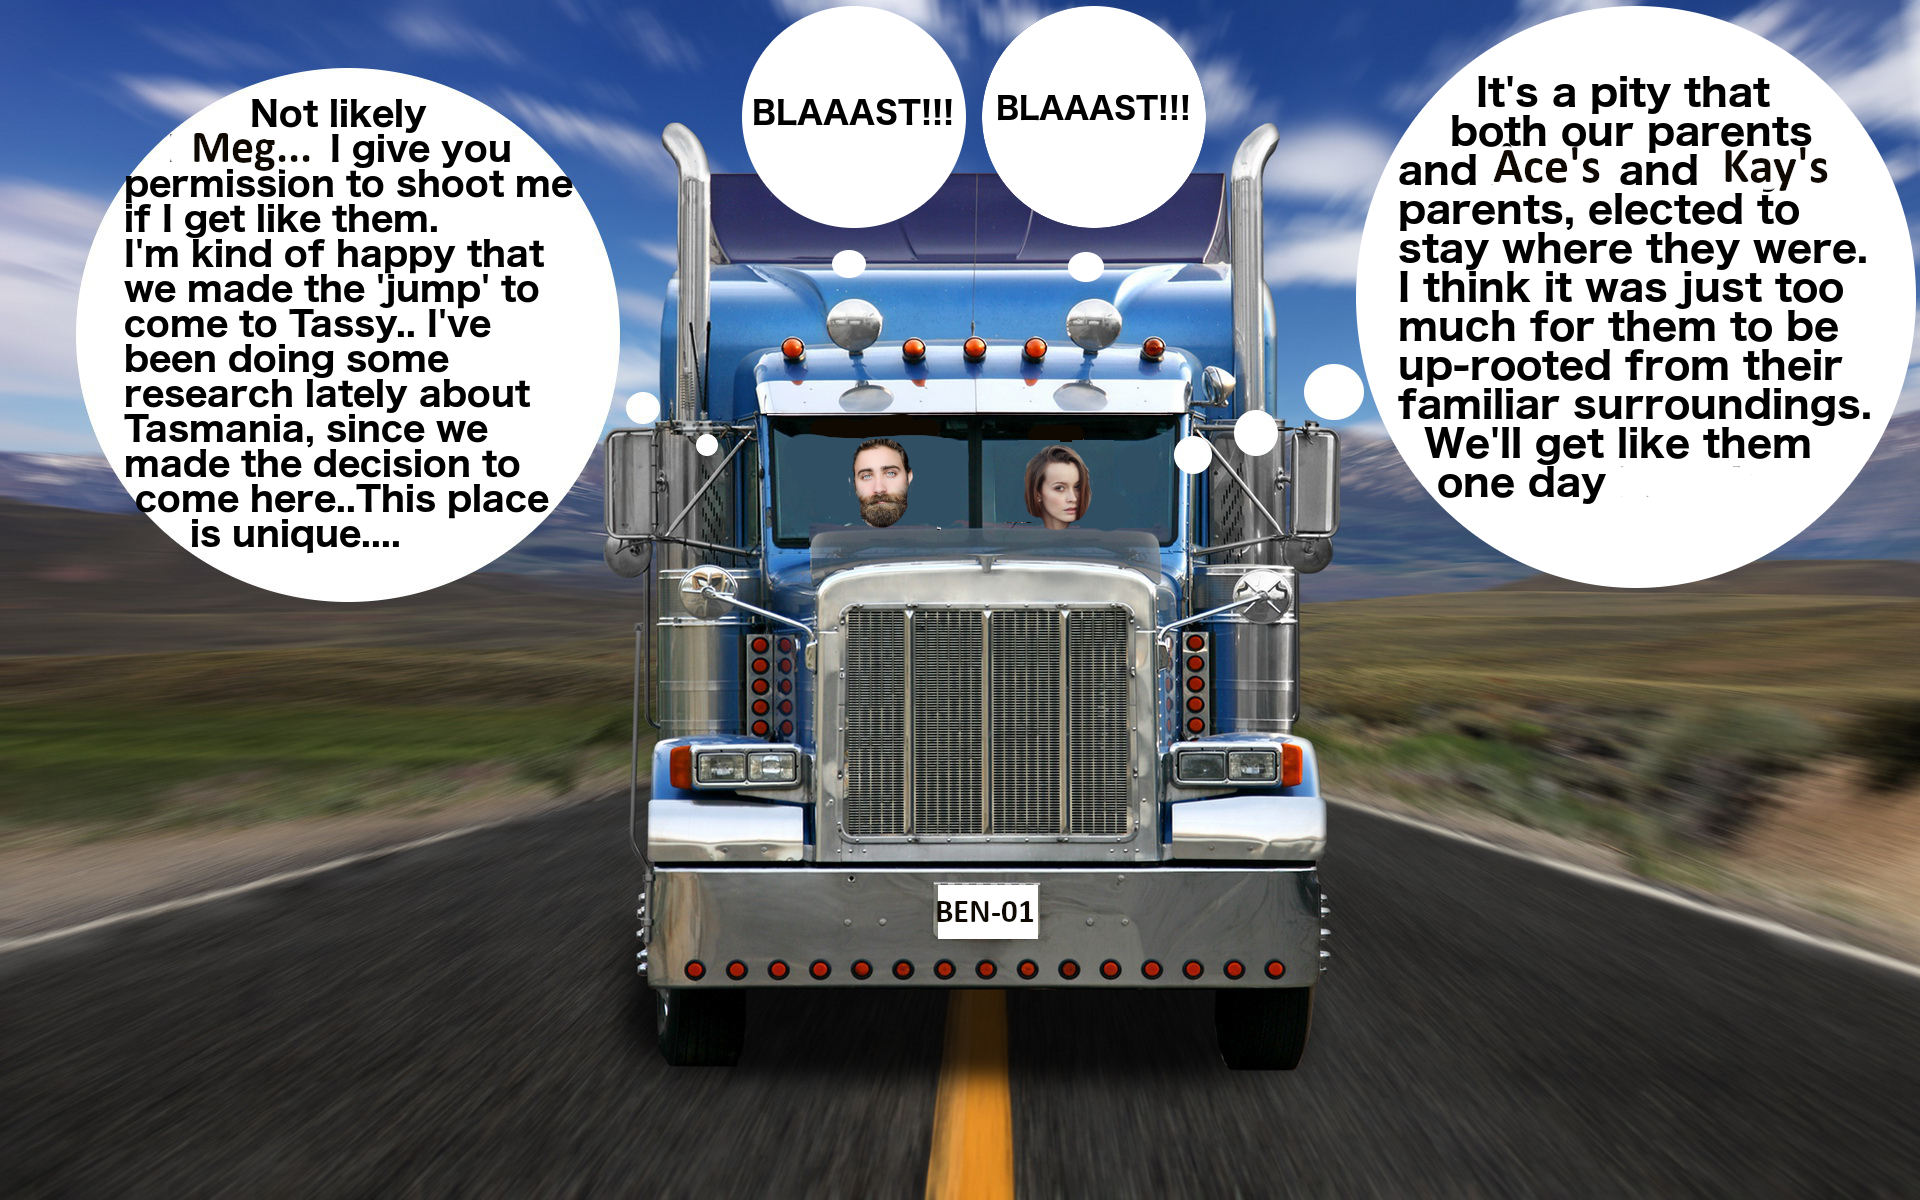 Not likely
Meg... I give you
permission to shoot me
if I get like them.
I'm kind of happy that
we made the 'jump' to
come to Tassy.. I've
been doing some
research lately about
Tasmania, since we
made the decision to
come here..This place
is unique....
BLAAAST!!!
BLAAAST!!!
It's a pity that
both our parents
and Ace's and Kay's
parents, elected to
stay where they were.
I think it was just too
much for them to be
up-rooted from their
familiar surroundings.
We'll get like them
one day
BEN-01